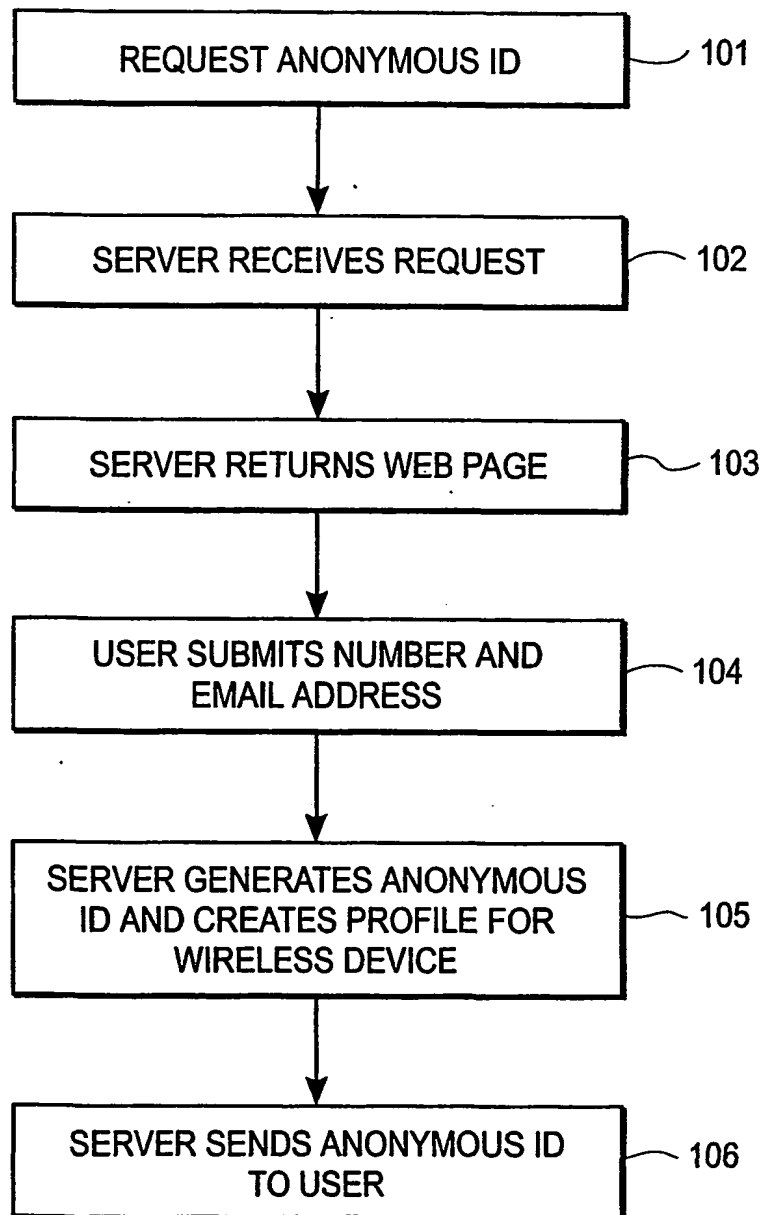 REQUEST ANONYMOUS ID
101
SERVER RECEIVES REQUEST
102
SERVER RETURNS WEB PAGE
103
USER SUBMITS NUMBER AND
EMAIL ADDRESS
104
SERVER GENERATES ANONYMOUS
ID AND CREATES PROFILE FOR
WIRELESS DEVICE
105
SERVER SENDS ANONYMOUS ID
TO USER
106